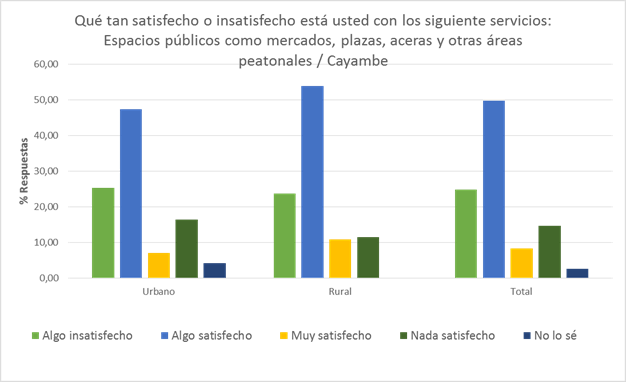 Qué tan satisfecho o insatisfecho está usted con los siguiente servicios:
Espacios públicos como mercados, plazas, aceras y otras áreas
peatonales / Cayambe
60,00
50,00
40,00
30,00
20,00
10,00
0,00
% Respuestas
Urbano Rural Total
Algo insatisfecho Algo satisfecho Muy satisfecho Nada satisfecho No lo sé